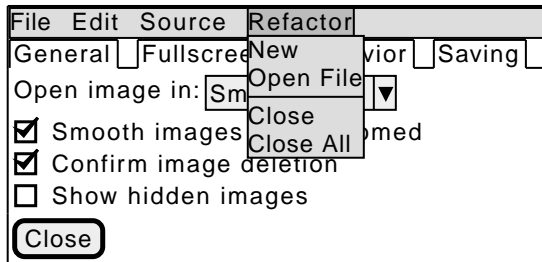 File Edit Source Refactor
General Fullscree vior Saving
New
Open File
Close
Close All
Open image in: Sm
Smooth images omed
Confirm image deletion
Show hidden images
Close